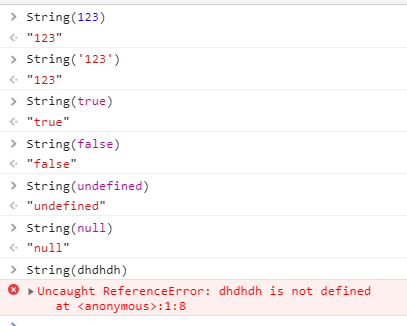 > String(123)
<· "123"
> String('123')
<· "123"
> String(true)
<· "true"
> String(false)
<· "false"
> String(undefined)
<· "undefined"
> String(null)
<· "null"
> String(dhdhdh)
▶Uncaught ReferenceError: dhdhdh is not defined
at <anonymous>:1:8